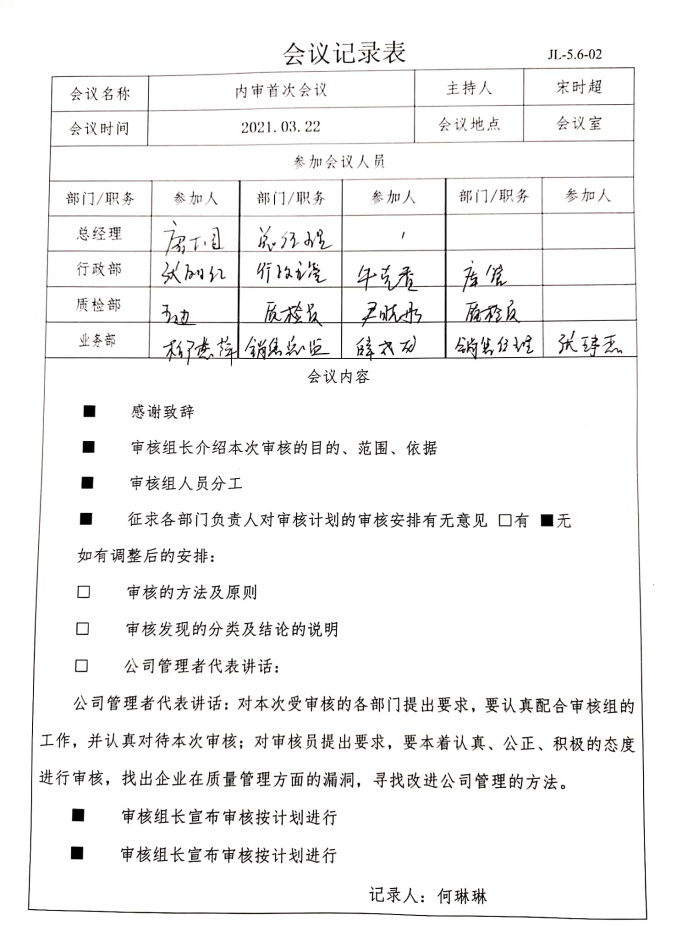 会议记录表 JL-5.6-02
会议名称 内审首次会议 主持人 宋时超
会议时间 2021.03.22 会议地点 会议室
参加会议人员
部门/职务 参加人 部门/职务 参加人 部门/职务 参加人
总经理 总经理
行政部 行政主管 牛克香 库管
质检部 王迪 质检员 质检员
业务部 销售总监 销售经理
会议内容
■ 感谢致辞
■ 审核组长介绍本次审核的目的、范围、依据
■ 审核组人员分工
■ 征求各部门负责人对审核计划的审核安排有无意见 □有 ■无
如有调整后的安排：
□ 审核的方法及原则
□ 审核发现的分类及结论的说明
□ 公司管理者代表讲话：
公司管理者代表讲话：对本次受审核的各部门提出要求，要认真配合审核组的
工作，并认真对待本次审核；对审核员提出要求，要本着认真、公正、积极的态度
进行审核，找出企业在质量管理方面的漏洞，寻找改进公司管理的方法。
■ 审核组长宣布审核按计划进行
■ 审核组长宣布审核按计划进行
记录人：何琳琳